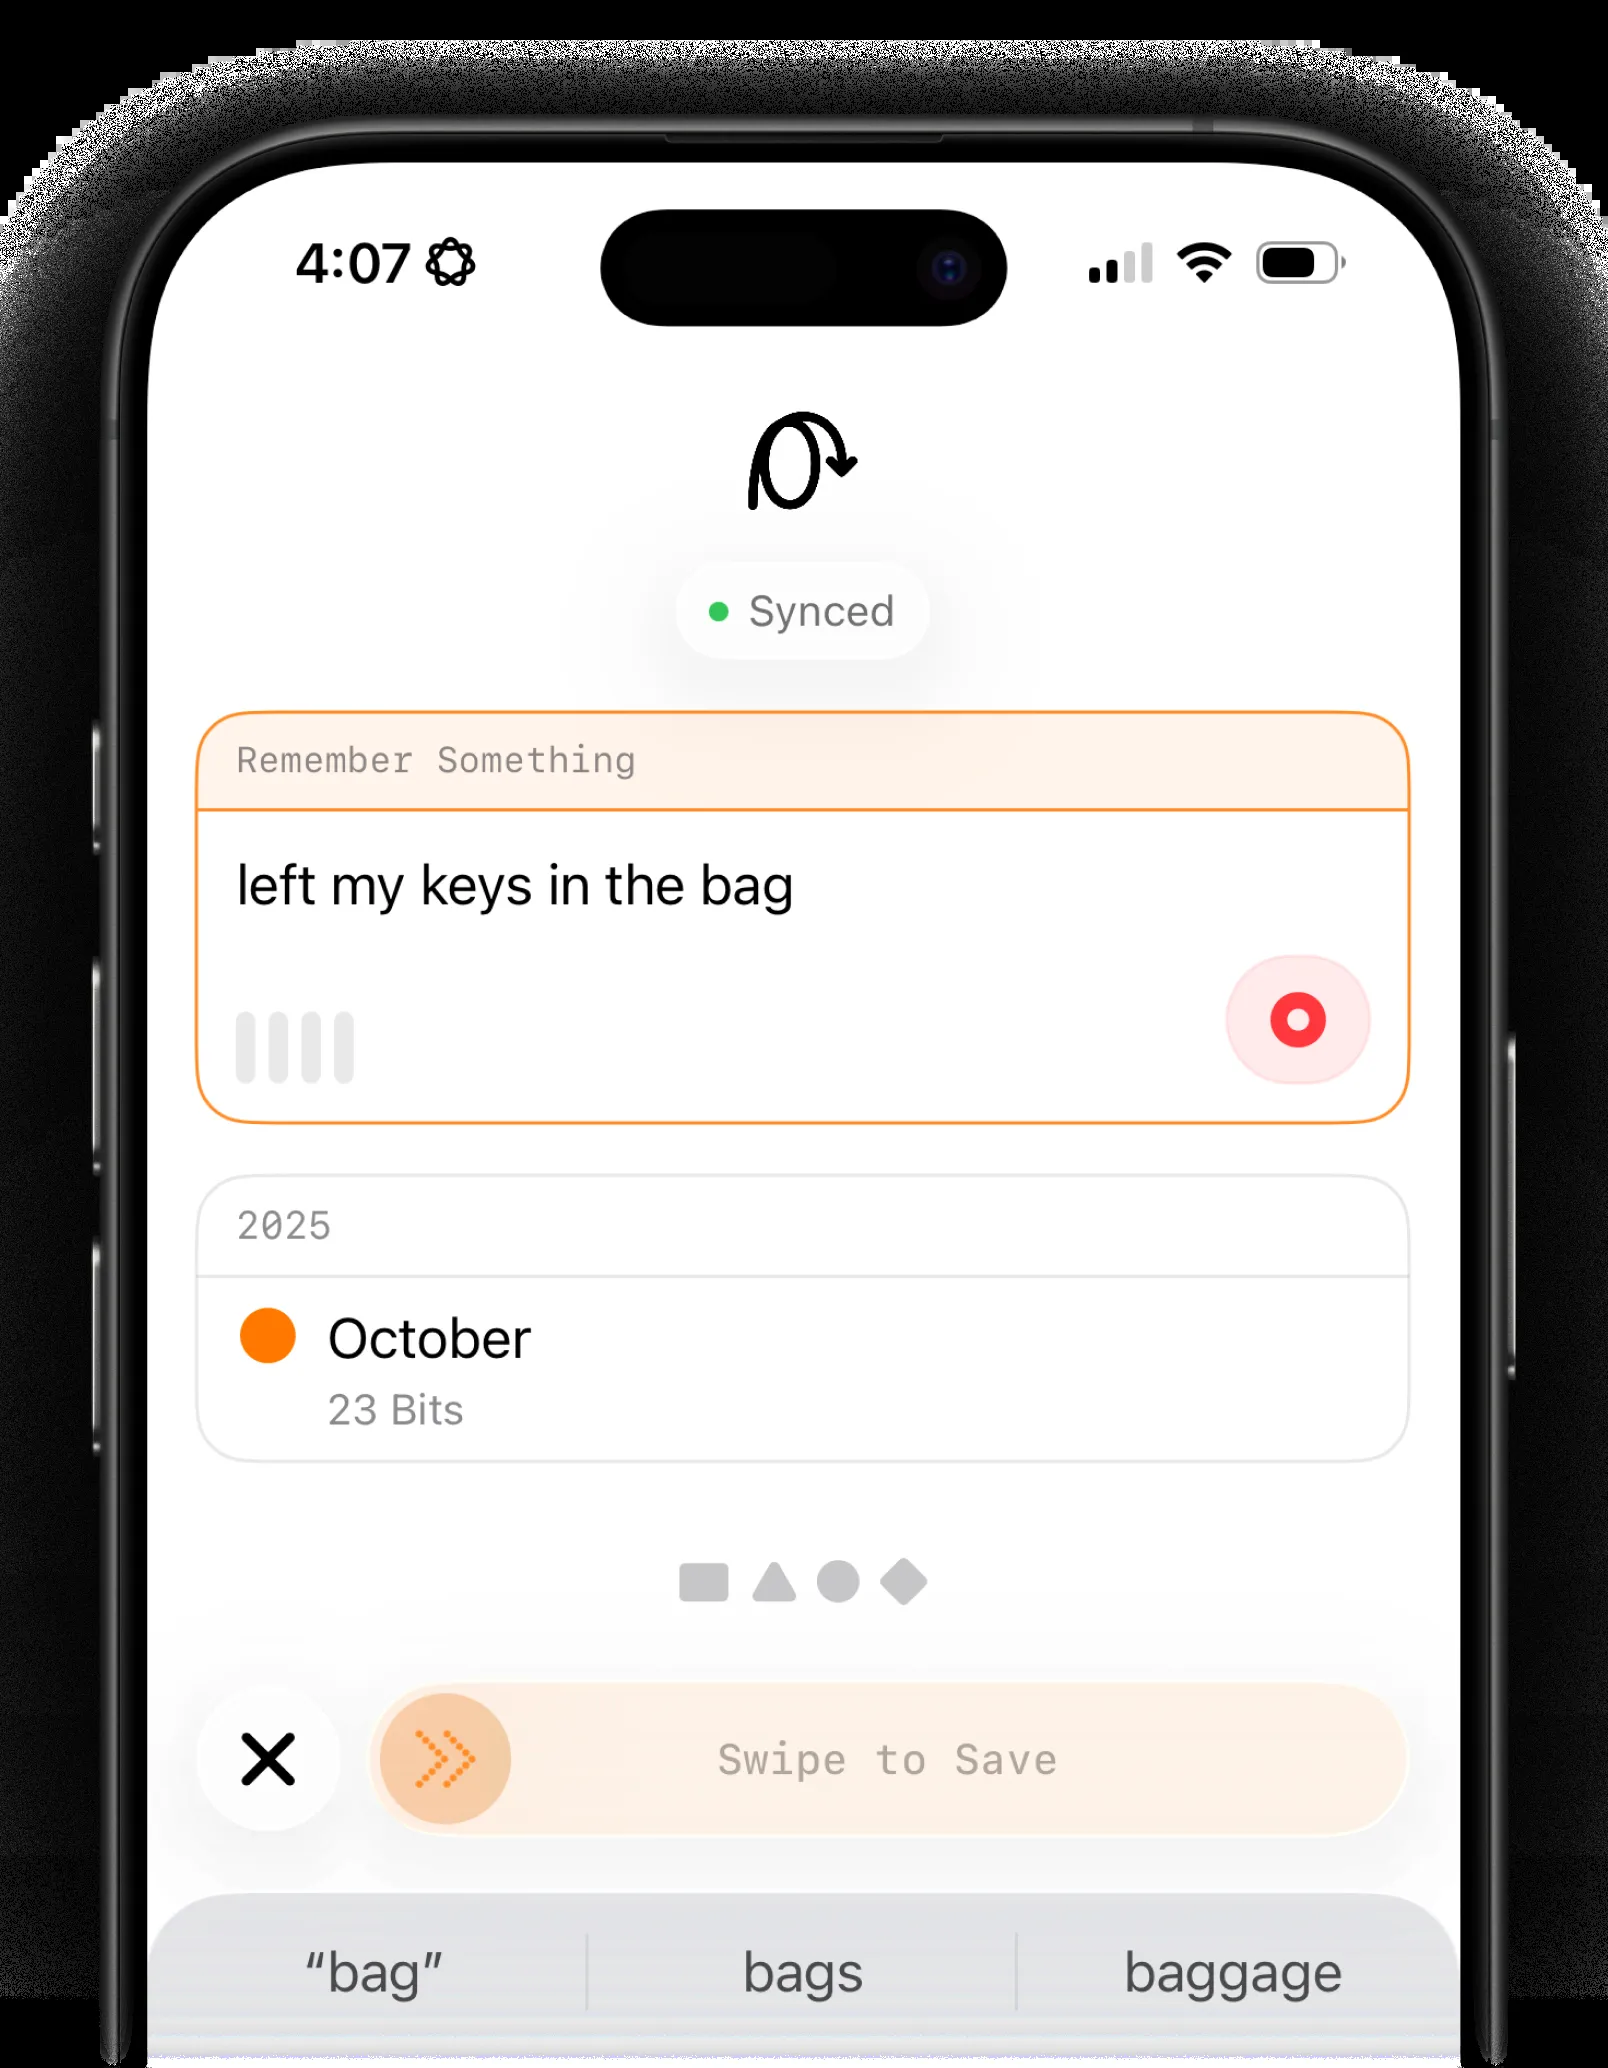 4:07
Synced
Remember Something
left my keys in the bag
2025
October
23 Bits
Swipe to Save
“bag”
bags
baggage